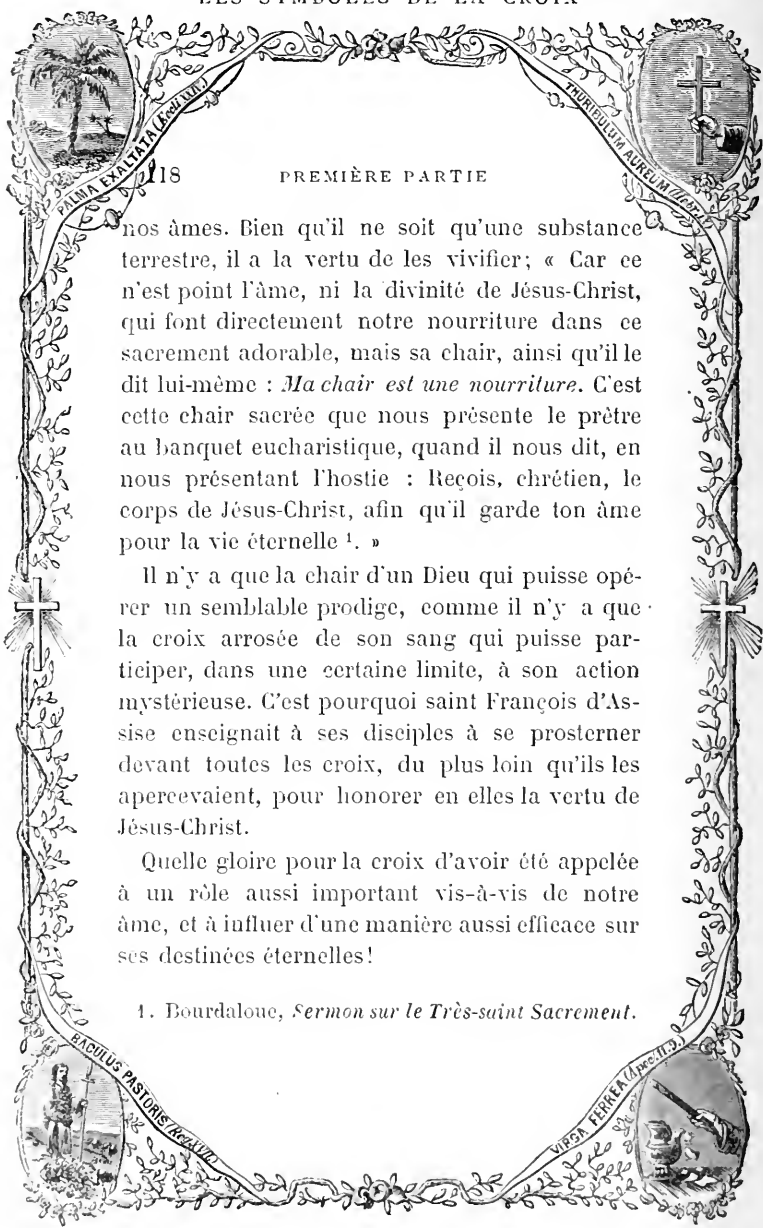 LES SYMBOLES DE LA CROIX
PALMA EXALTATA (Eccli XXIV.)
THURIBULUM AUREUM (Hebr.
118 PREMIÈRE PARTIE
nos âmes. Bien qu'il ne soit qu'une substance
terrestre, il a la vertu de les vivifier; « Car ce
n'est point l'âme, ni la divinité de Jésus-Christ,
qui font directement notre nourriture dans ce
sacrement adorable, mais sa chair, ainsi qu'il le
dit lui-même : Ma chair est une nourriture. C'est
cette chair sacrée que nous présente le prêtre
au banquet eucharistique, quand il nous dit, en
nous présentant l'hostie : Reçois, chrétien, le
corps de Jésus-Christ, afin qu'il garde ton âme
pour la vie éternelle ¹. »
Il n'y a que la chair d'un Dieu qui puisse opé-
rer un semblable prodige, comme il n'y a que
la croix arrosée de son sang qui puisse par-
ticiper, dans une certaine limite, à son action
mystérieuse. C'est pourquoi saint François d'As-
sise enseignait à ses disciples à se prosterner
devant toutes les croix, du plus loin qu'ils les
apercevaient, pour honorer en elles la vertu de
Jésus-Christ.
Quelle gloire pour la croix d'avoir été appelée
à un rôle aussi important vis-à-vis de notre
âme, et à influer d'une manière aussi efficace sur
ses destinées éternelles!
1. Bourdaloue, Sermon sur le Très-saint Sacrement.
BACULUS PASTORIS
VIRGA FERREA (Apoc. II. 9.)